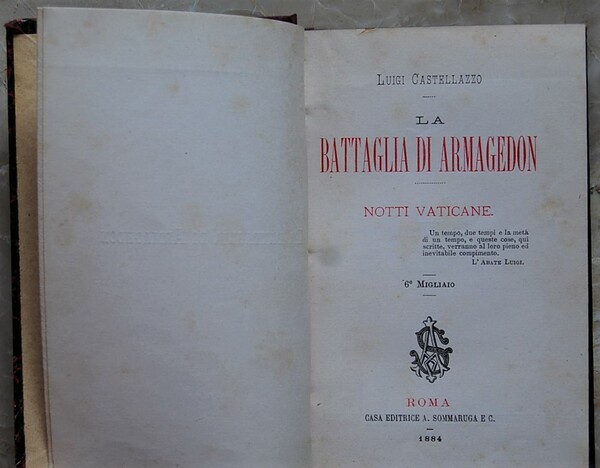 LUIGI CASTELLAZZO
LA
BATTAGLIA DI ARMAGEDON
NOTTI VATICANE.
Un tempo, due tempi e la metà
di un tempo, e queste cose, qui
scritte, verranno al loro pieno ed
inevitabile compimento.
L'ABATE LUIGI.
6º MIGLIAIO
ROMA
CASA EDITRICE A. SOMMARUGA E C.
1884